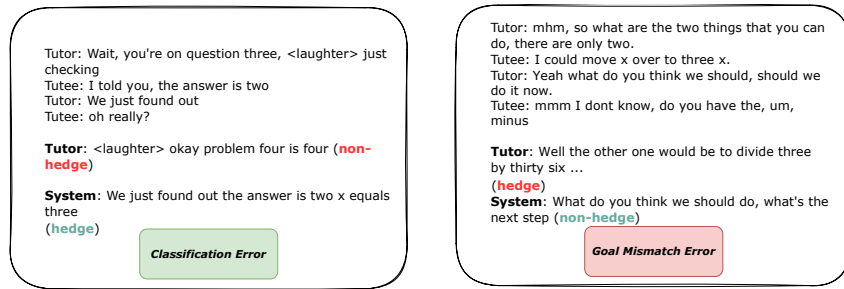 Tutor: Wait, you're on question three, <laughter> just
checking
Tutee: I told you, the answer is two
Tutor: We just found out
Tutee: oh really?
Tutor: <laughter> okay problem four is four (non-
hedge)
System: We just found out the answer is two x equals
three
(hedge)
Classification Error
Tutor: mhm, so what are the two things that you can
do, there are only two.
Tutee: I could move x over to three x.
Tutor: Yeah what do you think we should, should we
do it now.
Tutee: mmm I dont know, do you have the, um,
minus
Tutor: Well the other one would be to divide three
by thirty six ...
(hedge)
System: What do you think we should do, what's the
next step (non-hedge)
Goal Mismatch Error